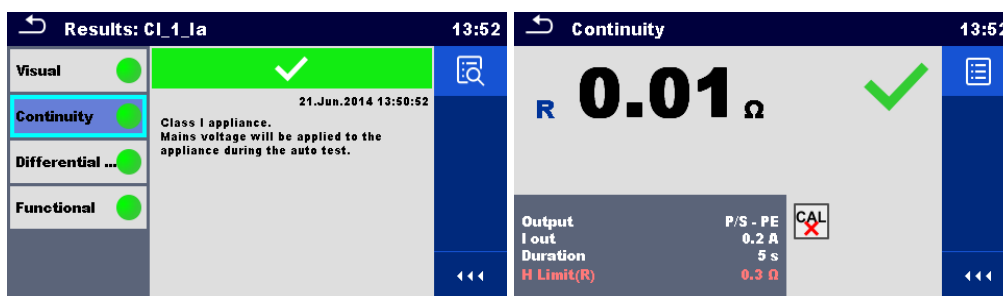 Results: CI_1_Ia 13:52
Visual
Continuity
Differential ...
Functional
21.Jun.2014 13:50:52
Class I appliance.
Mains voltage will be applied to the
appliance during the auto test.
Continuity 13:52
R 0.01 Ω
Output P/S - PE
I out 0.2 A
Duration 5 s
H Limit(R) 0.3 Ω
CAL